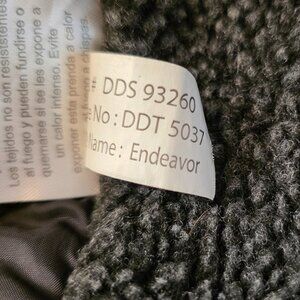 Los tejidos no son resistentes
al fuego y pueden fundirse o
quemarse si se les expone a
un calor intenso. Evite
exponer esta prenda a calor
chispas.
# DDS 93260
No: DDT 5037
Name: Endeavor